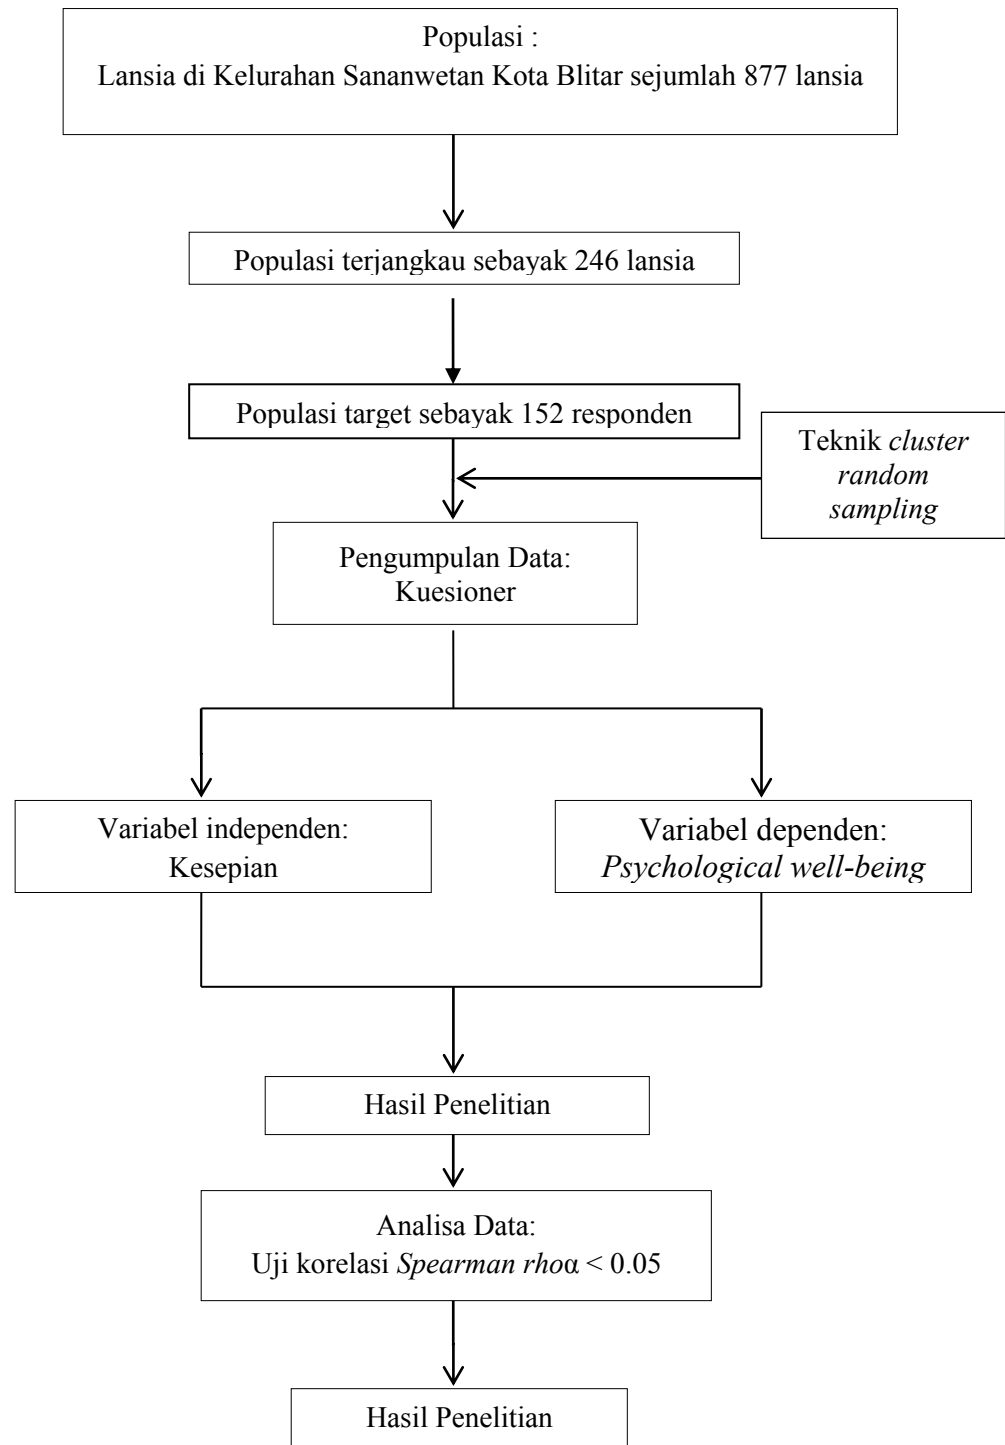 Populasi :
Lansia di Kelurahan Sananwetan Kota Blitar sejumlah 877 lansia
Populasi terjangkau sebayak 246 lansia
Populasi target sebayak 152 responden
Teknik cluster
random
sampling
Pengumpulan Data:
Kuesioner
Variabel independen:
Kesepian
Variabel dependen:
Psychological well-being
Hasil Penelitian
Analisa Data:
Uji korelasi Spearman rhoα < 0.05
Hasil Penelitian